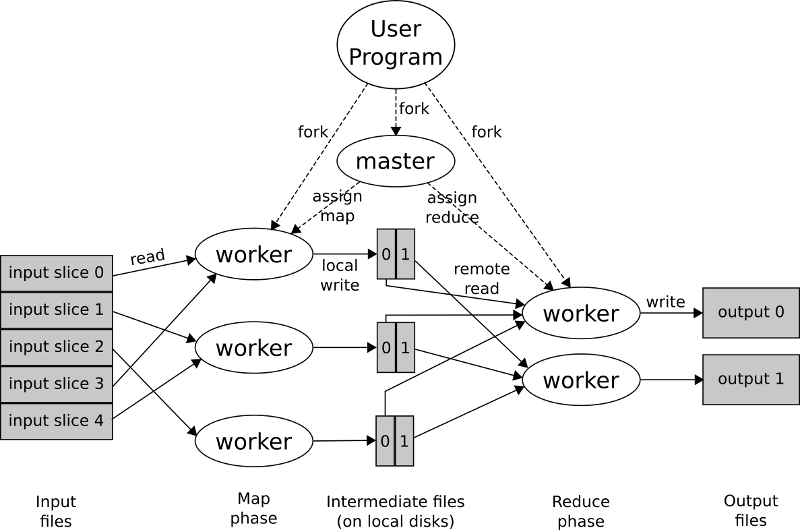 User
Program
fork
fork
fork
master
assign
map
assign
reduce
worker
read
local
write
0 1
remote
read
input slice 0
input slice 1
input slice 2
input slice 3
input slice 4
worker
0 1
worker
0 1
worker
write
output 0
worker
output 1
Input
files
Map
phase
Intermediate files
(on local disks)
Reduce
phase
Output
files